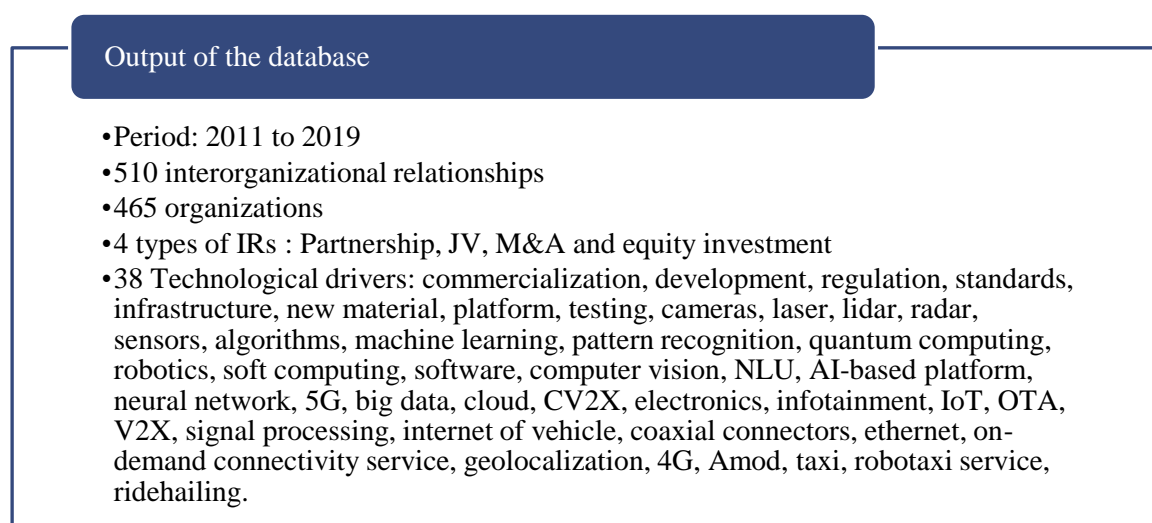 Output of the database
•Period: 2011 to 2019
•510 interorganizational relationships
•465 organizations
•4 types of IRs : Partnership, JV, M&A and equity investment
•38 Technological drivers: commercialization, development, regulation, standards,
infrastructure, new material, platform, testing, cameras, laser, lidar, radar,
sensors, algorithms, machine learning, pattern recognition, quantum computing,
robotics, soft computing, software, computer vision, NLU, AI-based platform,
neural network, 5G, big data, cloud, CV2X, electronics, infotainment, IoT, OTA,
V2X, signal processing, internet of vehicle, coaxial connectors, ethernet, on-
demand connectivity service, geolocalization, 4G, Amod, taxi, robotaxi service,
ridehailing.